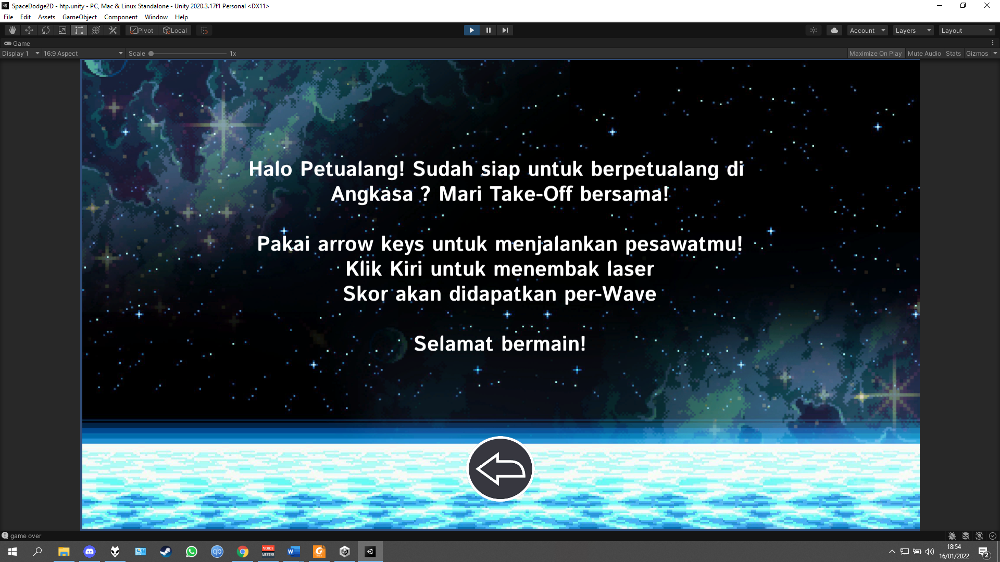 SpaceDodge2D - htp.unity - PC, Mac & Linux Standalone - Unity 2020.3.17f1 Personal <DX11>
File Edit Assets GameObject Component Window Help
Pivot Local Account Layers Layout
Game
Display 1 16:9 Aspect Scale 1x Maximize On Play Mute Audio Stats Gizmos
Halo Petualang! Sudah siap untuk berpetualang di
Angkasa ? Mari Take-Off bersama!
Pakai arrow keys untuk menjalankan pesawatmu!
Klik Kiri untuk menembak laser
Skor akan didapatkan per-Wave
Selamat bermain!
game over
qb
VOICE
MEETER
W
PDF
18:54
16/01/2022
2